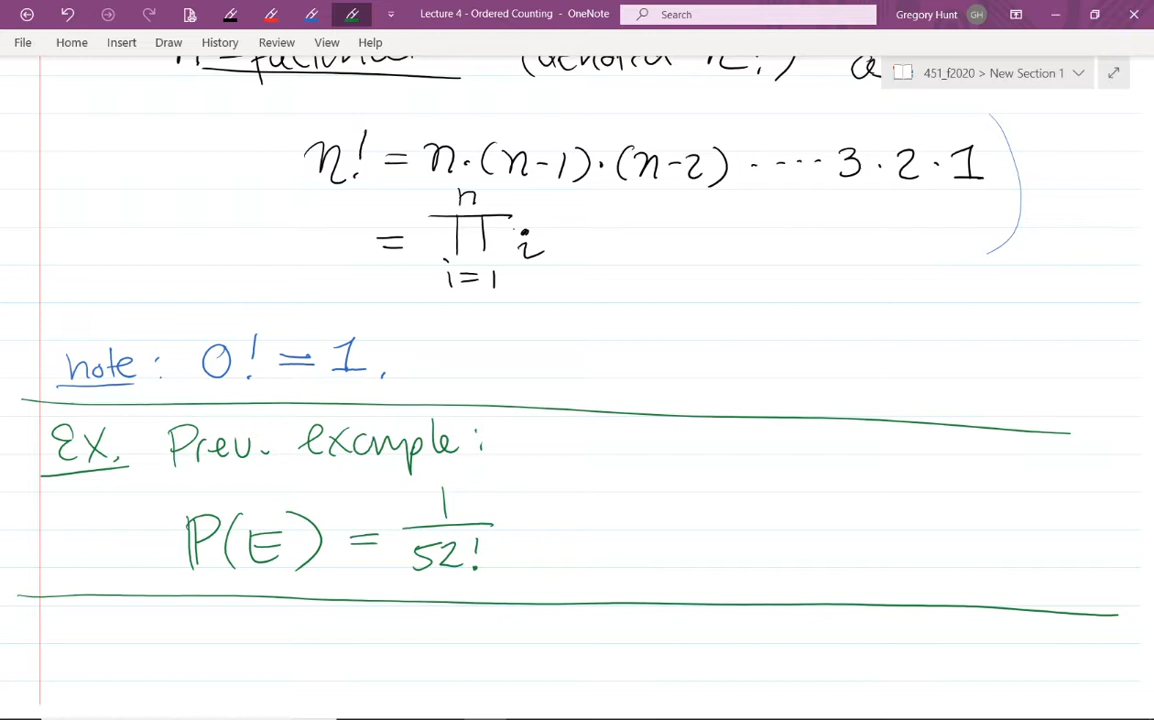 Lecture 4 - Ordered Counting - OneNote
Search
Gregory Hunt GH
File Home Insert Draw History Review View Help
451_f2020 > New Section 1
n! = n·(n-1)·(n-2) ···· 3·2·1
= ∏ i n i=1
note: 0! = 1.
EX. Prev. example:
P(E) = 1/52!